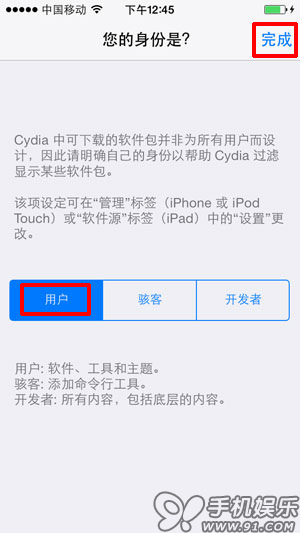 中国移动 下午12:45
您的身份是? 完成
Cydia 中可下载的软件包并非为所有用户而设
计，因此请明确自己的身份以帮助 Cydia 过滤
显示某些软件包。
该项设定可在“管理”标签（iPhone 或 iPod
Touch）或“软件源”标签（iPad）中的“设置”更
改。
用户 骇客 开发者
用户: 软件、工具和主题。
骇客: 添加命令行工具。
开发者: 所有内容，包括底层的内容。
手机娱乐
www.91.com